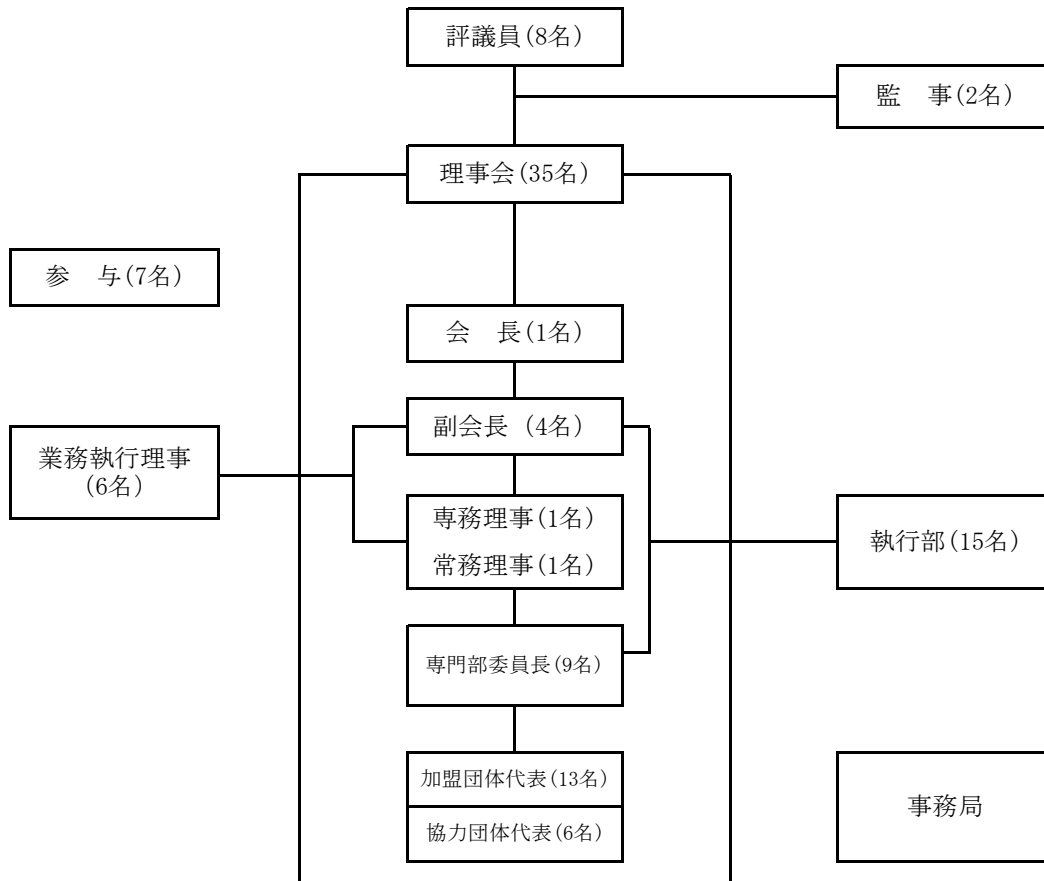 評議員(8名)
監　事(2名)
理事会(35名)
参　与(7名)
会　長(1名)
副会長 (4名)
業務執行理事
(6名)
専務理事(1名)
常務理事(1名)
執行部(15名)
専門部委員長(9名)
加盟団体代表(13名)
協力団体代表(6名)
事務局